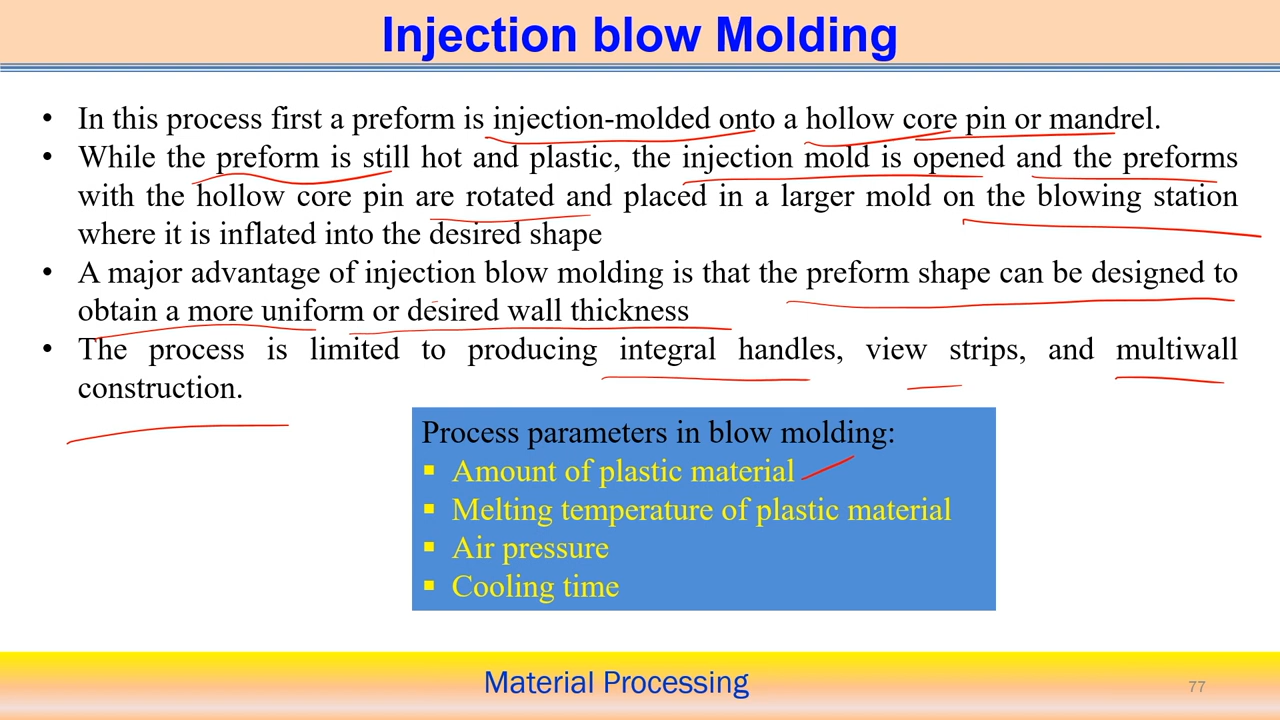 Injection blow Molding
• In this process first a preform is injection-molded onto a hollow core pin or mandrel.
• While the preform is still hot and plastic, the injection mold is opened and the preforms
with the hollow core pin are rotated and placed in a larger mold on the blowing station
where it is inflated into the desired shape
• A major advantage of injection blow molding is that the preform shape can be designed to
obtain a more uniform or desired wall thickness
• The process is limited to producing integral handles, view strips, and multiwall
construction.
Process parameters in blow molding:
▪ Amount of plastic material
▪ Melting temperature of plastic material
▪ Air pressure
▪ Cooling time
Material Processing
77